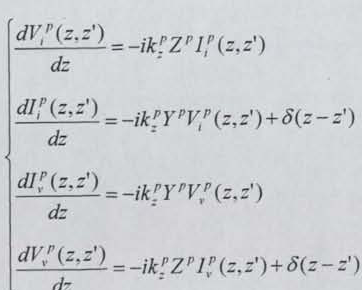 dV_i^p(z,z')/dz = -ik_z^p Z^p I_i^p(z,z')
dI_i^p(z,z')/dz = -ik_z^p Y^p V_i^p(z,z') + δ(z-z')
dI_v^p(z,z')/dz = -ik_z^p Y^p V_v^p(z,z')
dV_v^p(z,z')/dz = -ik_z^p Z^p I_v^p(z,z') + δ(z-z')